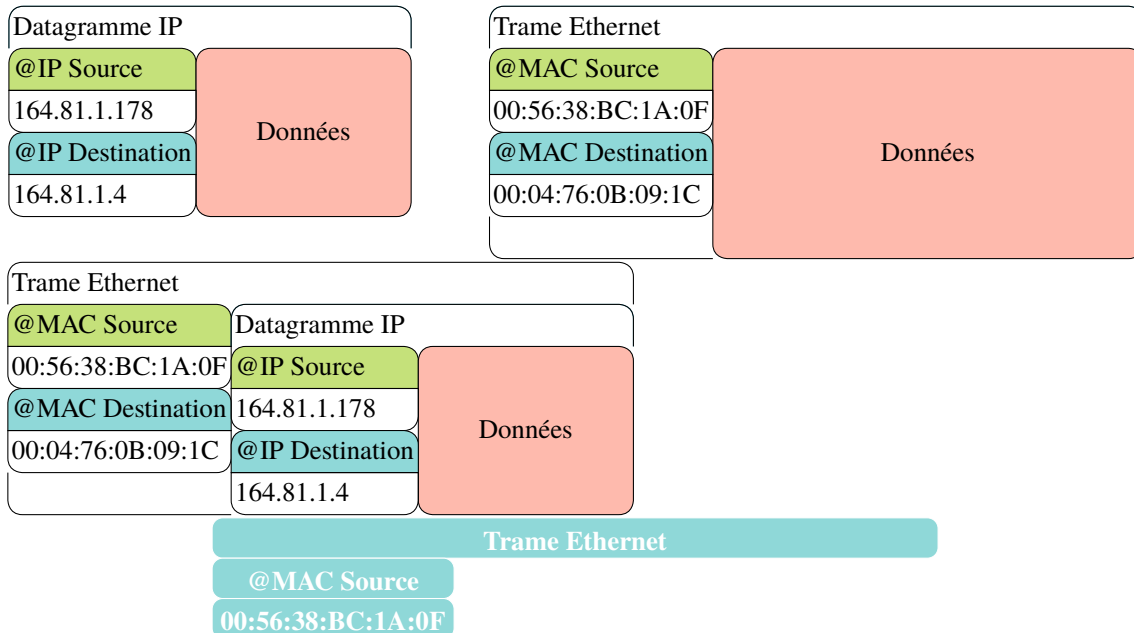 Datagramme IP
@IP Source
164.81.1.178
@IP Destination
164.81.1.4
Données
Trame Ethernet
@MAC Source
00:56:38:BC:1A:0F
@MAC Destination
00:04:76:0B:09:1C
Données
Trame Ethernet
@MAC Source
00:56:38:BC:1A:0F
@MAC Destination
00:04:76:0B:09:1C
Datagramme IP
@IP Source
164.81.1.178
@IP Destination
164.81.1.4
Données
Trame Ethernet
@MAC Source
00:56:38:BC:1A:0F